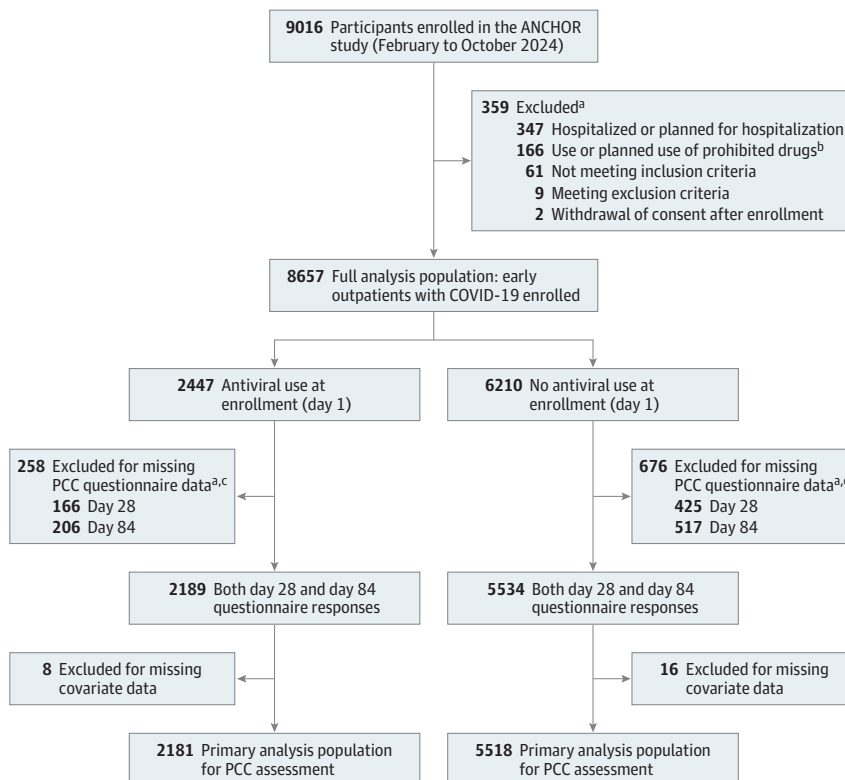 9016 Participants enrolled in the ANCHOR
study (February to October 2024)
359 Excludedᵃ
347 Hospitalized or planned for hospitalization
166 Use or planned use of prohibited drugsᵇ
61 Not meeting inclusion criteria
9 Meeting exclusion criteria
2 Withdrawal of consent after enrollment
8657 Full analysis population: early
outpatients with COVID-19 enrolled
2447 Antiviral use at
enrollment (day 1)
6210 No antiviral use at
enrollment (day 1)
258 Excluded for missing
PCC questionnaire dataᵃ,ᶜ
166 Day 28
206 Day 84
676 Excluded for missing
PCC questionnaire dataᵃ,ᶜ
425 Day 28
517 Day 84
2189 Both day 28 and day 84
questionnaire responses
5534 Both day 28 and day 84
questionnaire responses
8 Excluded for missing
covariate data
16 Excluded for missing
covariate data
2181 Primary analysis population
for PCC assessment
5518 Primary analysis population
for PCC assessment